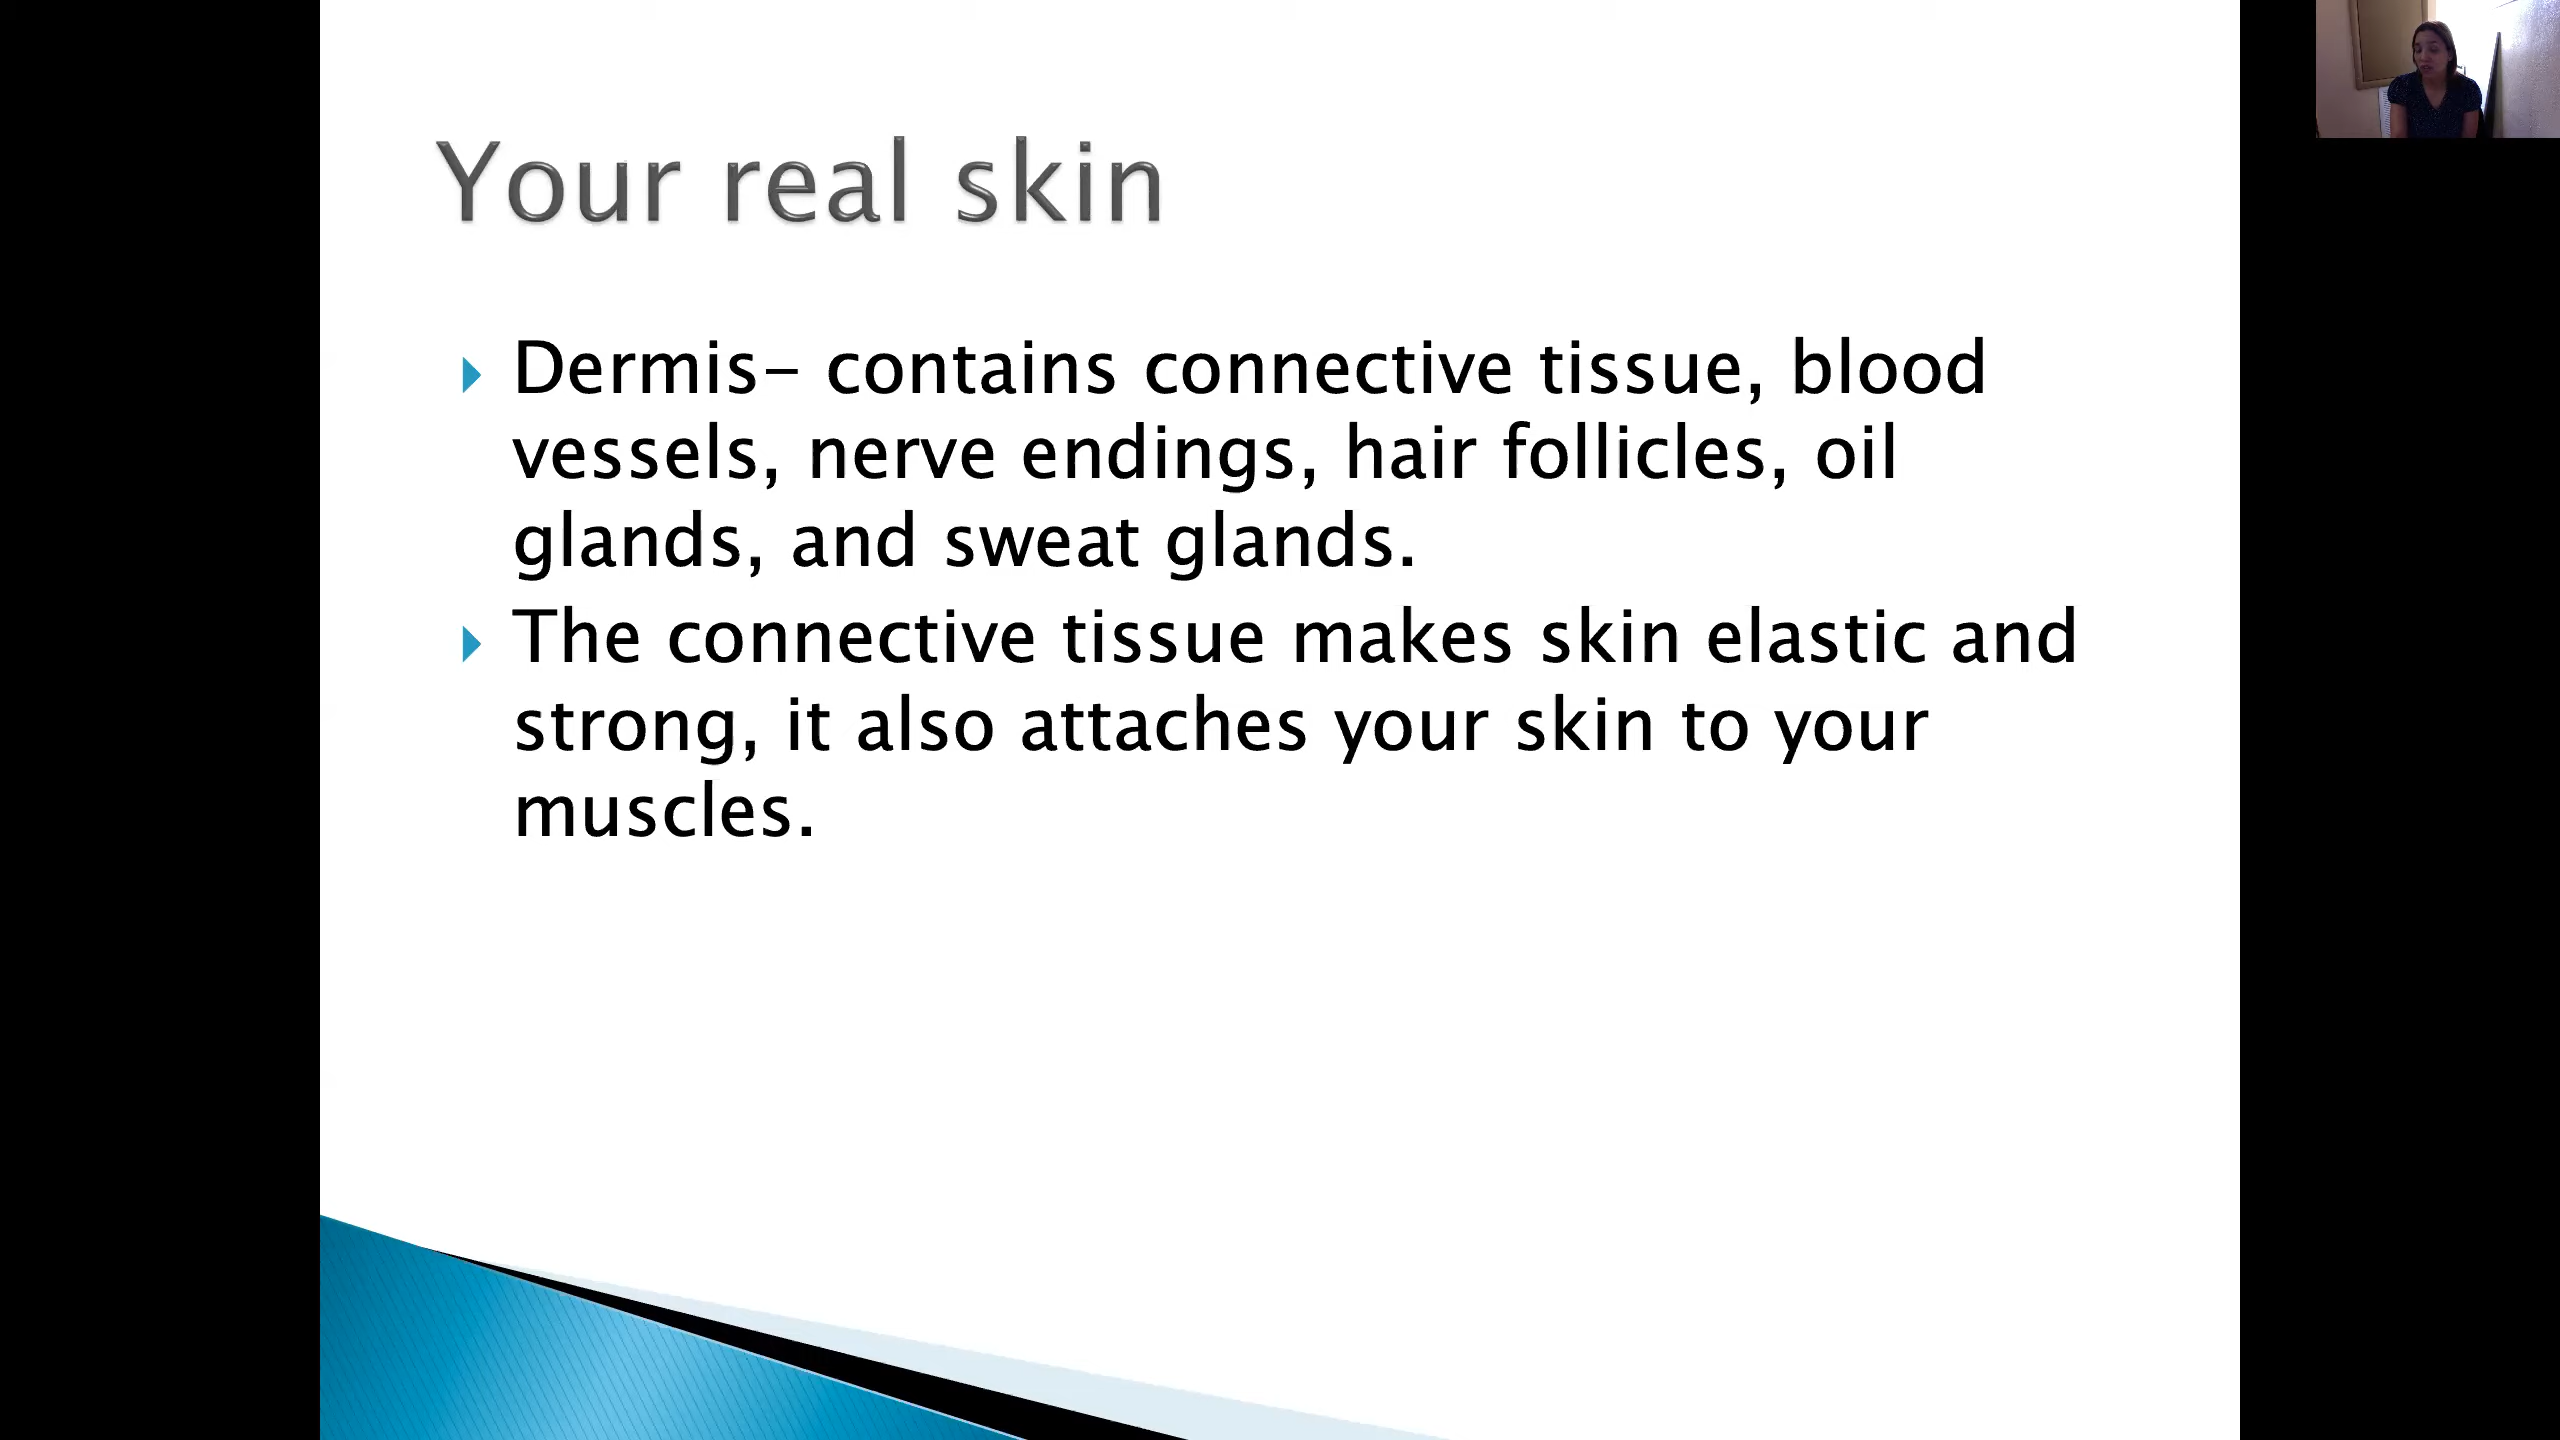 Your real skin
Dermis- contains connective tissue, blood
vessels, nerve endings, hair follicles, oil
glands, and sweat glands.
The connective tissue makes skin elastic and
strong, it also attaches your skin to your
muscles.